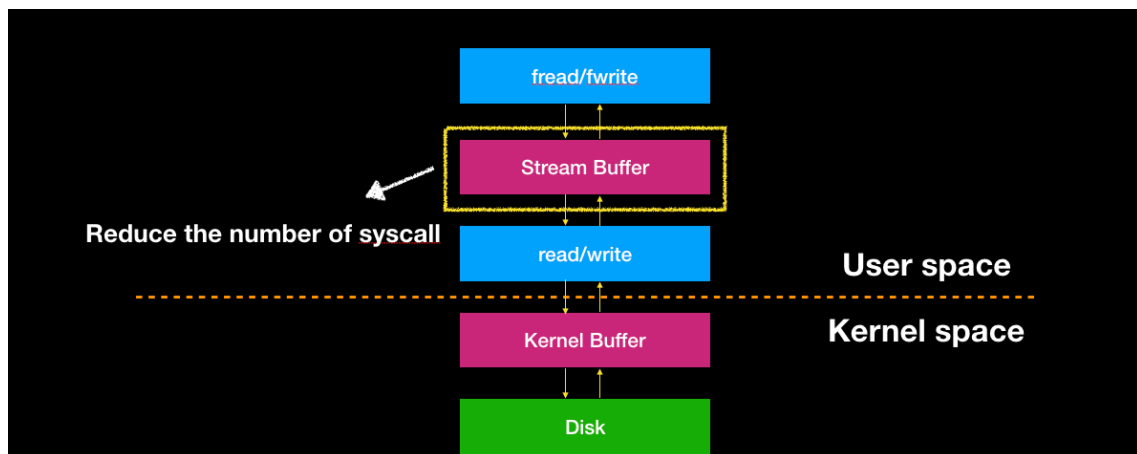 fread/fwrite
Stream Buffer
Reduce the number of syscall
read/write
User space
Kernel space
Kernel Buffer
Disk